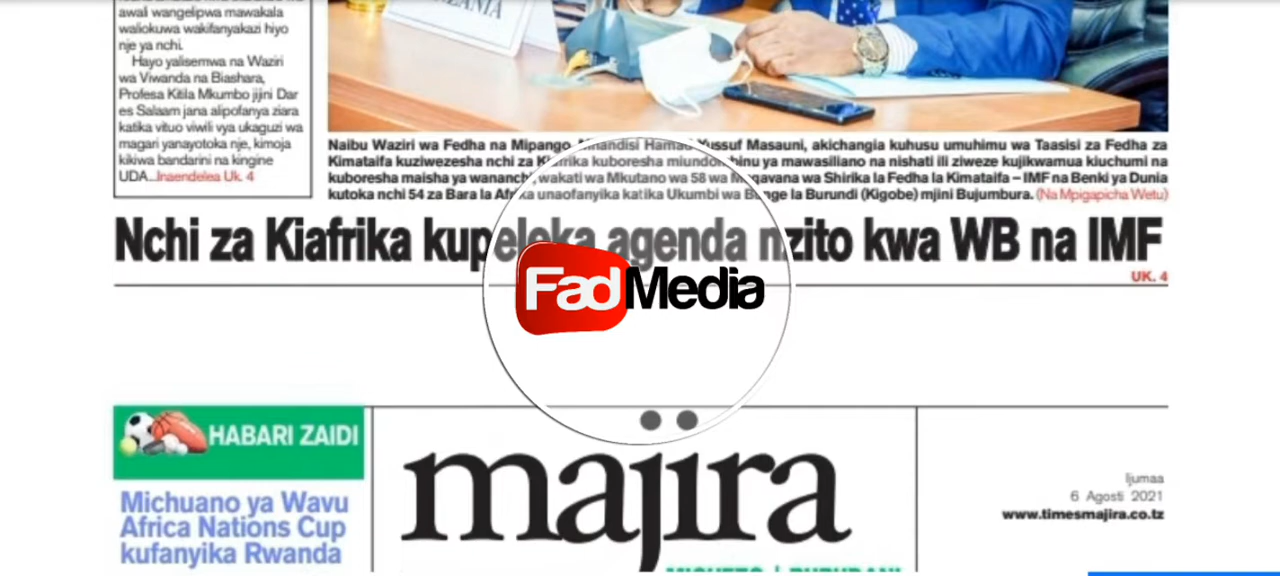 awali wangelipwa mawakala
waliokuwa wakifanyakazi hiyo
nje ya nchi.
Hayo yalisemwa na Waziri
wa Viwanda na Biashara,
Profesa Kitila Mkumbo jijini Dar
es Salaam jana alipofanya ziara
katika vituo viwili vya ukaguzi wa
magari yanayotoka nje, kimoja
kikiwa bandarini na kingine
UDA...Inaendelea Uk. 4
Naibu Waziri wa Fedha na Mipango, Mhandisi Hamad Yussuf Masauni, akichangia kuhusu umuhimu wa Taasisi za Fedha za
Kimataifa kuziwezesha nchi za Kiafrika kuboresha miundombinu ya mawasiliano na nishati ili ziweze kujikwamua kiuchumi na
kuboresha maisha ya wananchi, wakati wa Mkutano wa 58 wa Magavana wa Shirika la Fedha la Kimataifa – IMF na Benki ya Dunia
kutoka nchi 54 za Bara la Afrika unaofanyika katika Ukumbi wa Bunge la Burundi (Kigobe) mjini Bujumbura. (Na Mpigapicha Wetu)
Nchi za Kiafrika kupeleka agenda nzito kwa WB na IMF
UK. 4
FadMedia
HABARI ZAIDI
Michuano ya Wavu
Africa Nations Cup
kufanyika Rwanda
majira
Ijumaa
6 Agosti 2021
www.timesmajira.co.tz